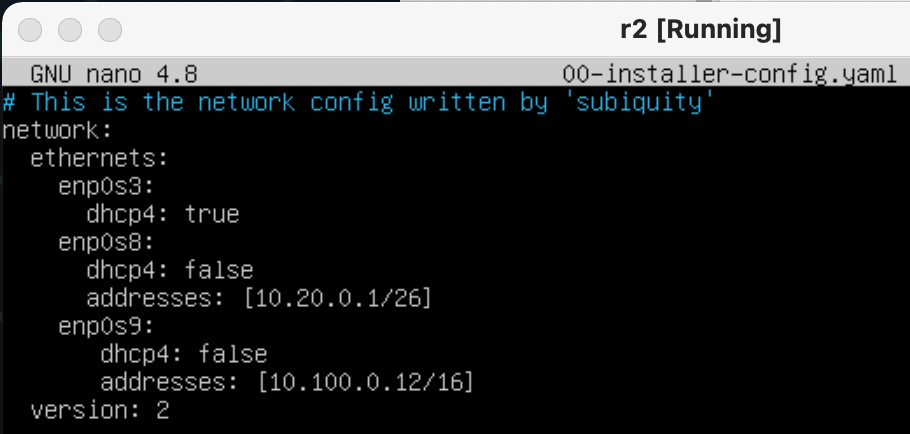 r2 [Running]
GNU nano 4.8 00-installer-config.yaml
# This is the network config written by 'subiquity'
network:
  ethernets:
    enp0s3:
      dhcp4: true
    enp0s8:
      dhcp4: false
      addresses: [10.20.0.1/26]
    enp0s9:
       dhcp4: false
       addresses: [10.100.0.12/16]
  version: 2